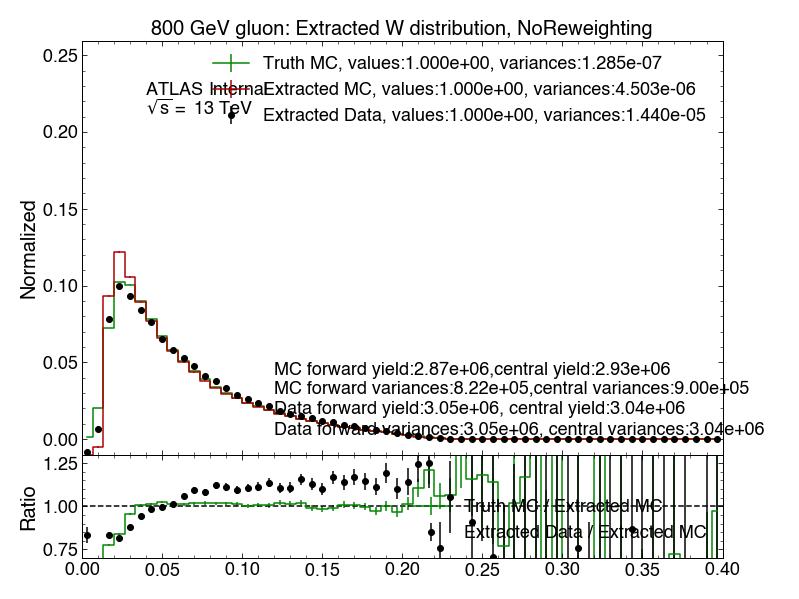 800 GeV gluon: Extracted W distribution, NoReweighting
Truth MC, values:1.000e+00, variances:1.285e-07
ATLAS Internal
Extracted MC, values:1.000e+00, variances:4.503e-06
√s = 13 TeV
Extracted Data, values:1.000e+00, variances:1.440e-05
0.25
0.20
0.15
0.10
0.05
0.00
Normalized
MC forward yield:2.87e+06,central yield:2.93e+06
MC forward variances:8.22e+05,central variances:9.00e+05
Data forward yield:3.05e+06, central yield:3.04e+06
Data forward variances:3.05e+06, central variances:3.04e+06
1.25
1.00
0.75
Ratio
Truth MC / Extracted MC
Extracted Data / Extracted MC
0.00 0.05 0.10 0.15 0.20 0.25 0.30 0.35 0.40